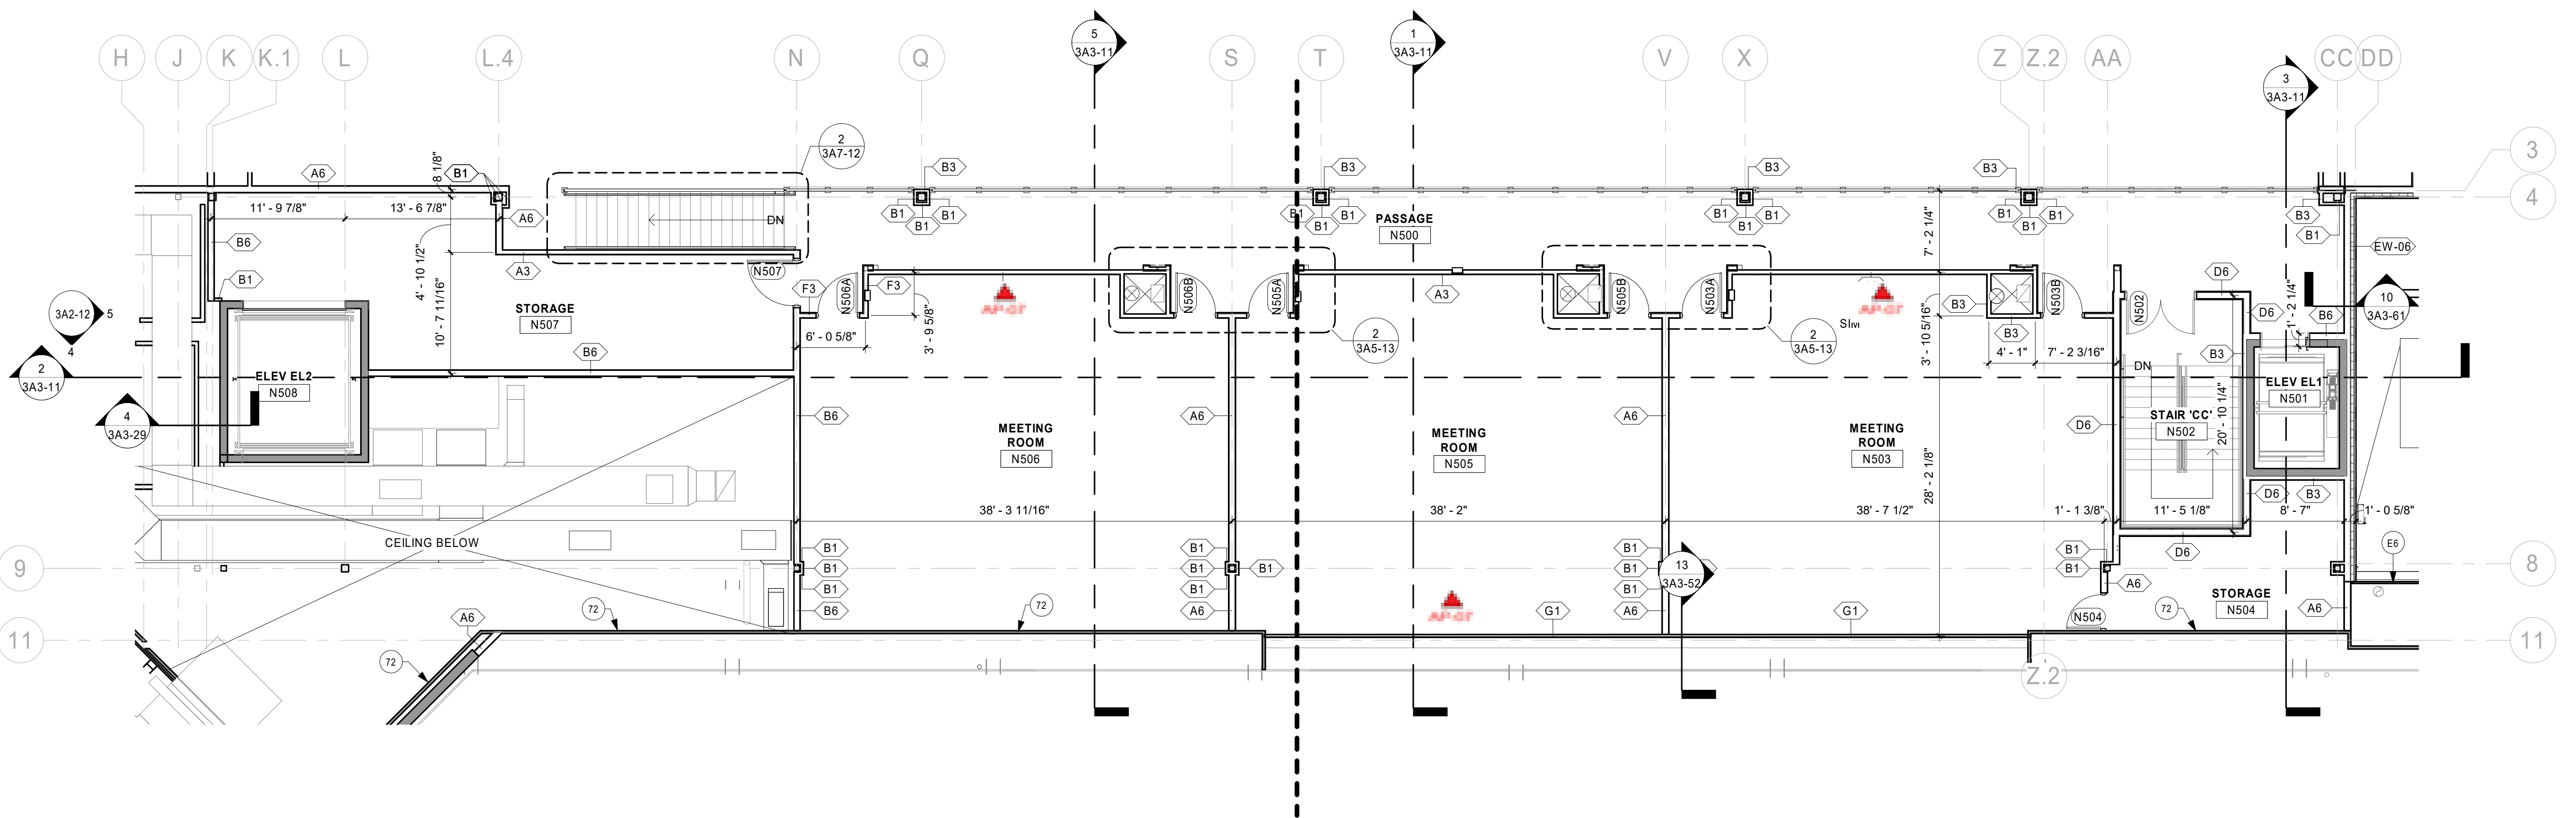 5
3A3-11
1
3A3-11
H
J
K
K.1
L
L.4
N
Q
S
T
V
X
Z
Z.2
AA
CC
DD
3
3A3-11
2
3A7-12
3
4
A6
B1
8 1/8"
B3
B3
B3
B3
11' - 9 7/8"
13' - 6 7/8"
A6
DN
B1
B1
B1
B1
B1
B1
PASSAGE
N500
B1
B1
B1
B1
B1
B1
7' - 2 1/4"
B3
B1
B6
EW-06
4' - 10 1/2"
A3
N507
B1
F3
N506A
F3
N506B
N505A
A3
N505B
N503A
B3
N503B
N502
D6
D6
1' - 2 1/4"
B6
10
3A3-61
3A2-12
5
4
STORAGE
N507
10' - 7 11/16"
6' - 0 5/8"
3' - 9 5/8"
2
3A5-13
SIM
2
3A5-13
3' - 10 5/16"
B3
4' - 1"
7' - 2 3/16"
B3
B6
2
3A3-11
ELEV EL2
N508
DN
ELEV EL1
N501
4
3A3-29
B6
A6
A6
D6
STAIR 'CC'
N502
20' - 10 1/4"
MEETING
ROOM
N506
MEETING
ROOM
N505
MEETING
ROOM
N503
28' - 2 1/8"
D6
B3
38' - 3 11/16"
38' - 2"
38' - 7 1/2"
1' - 1 3/8"
11' - 5 1/8"
8' - 7"
1' - 0 5/8"
CEILING BELOW
B1
B1
B1
B1
B1
B1
B1
B1
B1
B1
13
3A3-52
B1
B1
D6
E6
9
8
B6
A6
A6
A6
STORAGE
N504
A6
A6
72
72
G1
G1
N504
72
11
11
72
Z.2